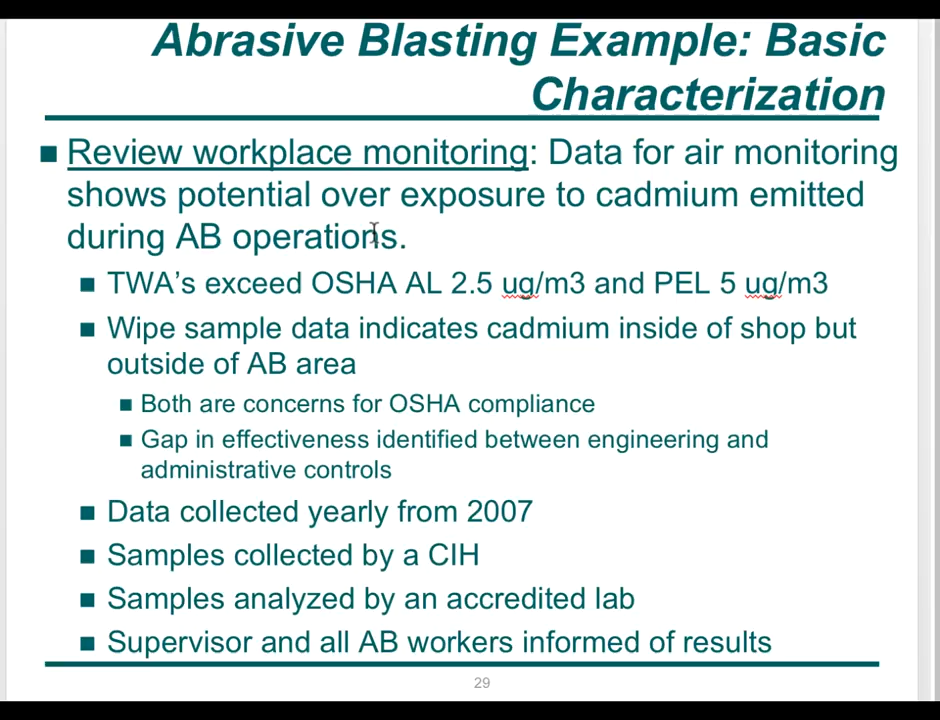 Abrasive Blasting Example: Basic
Characterization
Review workplace monitoring: Data for air monitoring
shows potential over exposure to cadmium emitted
during AB operations.
TWA's exceed OSHA AL 2.5 ug/m3 and PEL 5 ug/m3
Wipe sample data indicates cadmium inside of shop but
outside of AB area
Both are concerns for OSHA compliance
Gap in effectiveness identified between engineering and
administrative controls
Data collected yearly from 2007
Samples collected by a CIH
Samples analyzed by an accredited lab
Supervisor and all AB workers informed of results
29